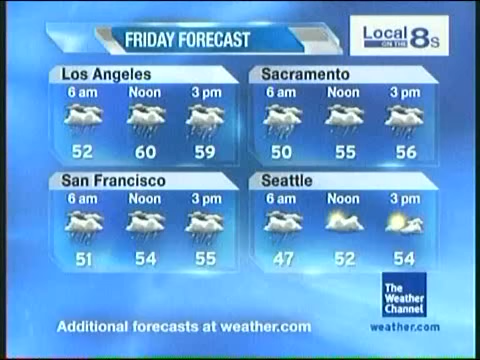 FRIDAY FORECAST
Local
ON THE 8s
Los Angeles
6 am Noon 3 pm
52 60 59
Sacramento
6 am Noon 3 pm
50 55 56
San Francisco
6 am Noon 3 pm
51 54 55
Seattle
6 am Noon 3 pm
47 52 54
The
Weather
Channel
weather.com
Additional forecasts at weather.com